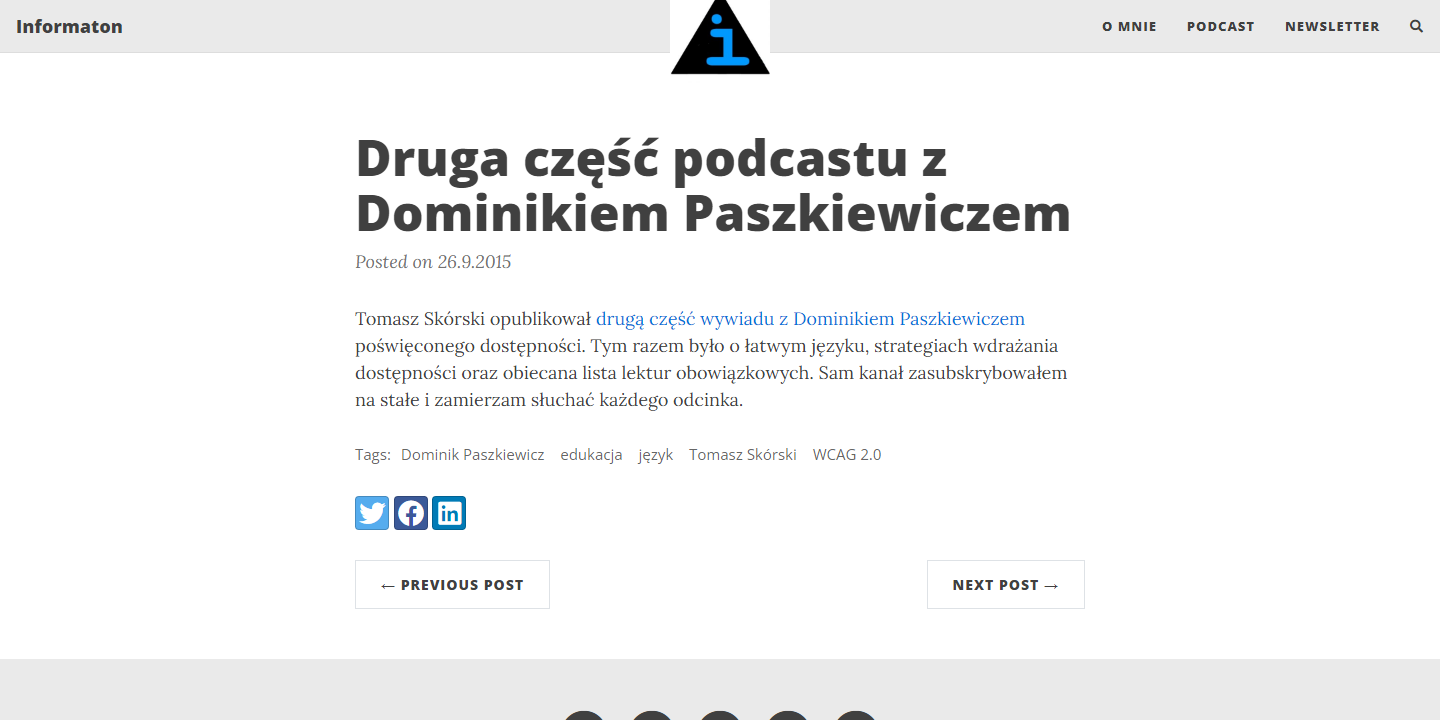 Informaton
i
O MNIE
PODCAST
NEWSLETTER
Druga część podcastu z
Dominikiem Paszkiewiczem
Posted on 26.9.2015
Tomasz Skórski opublikował drugą część wywiadu z Dominikiem Paszkiewiczem
poświęconego dostępności. Tym razem było o łatwym języku, strategiach wdrażania
dostępności oraz obiecana lista lektur obowiązkowych. Sam kanał zasubskrybowałem
na stałe i zamierzam słuchać każdego odcinka.
Tags: Dominik Paszkiewicz edukacja język Tomasz Skórski WCAG 2.0
in
← PREVIOUS POST
NEXT POST →